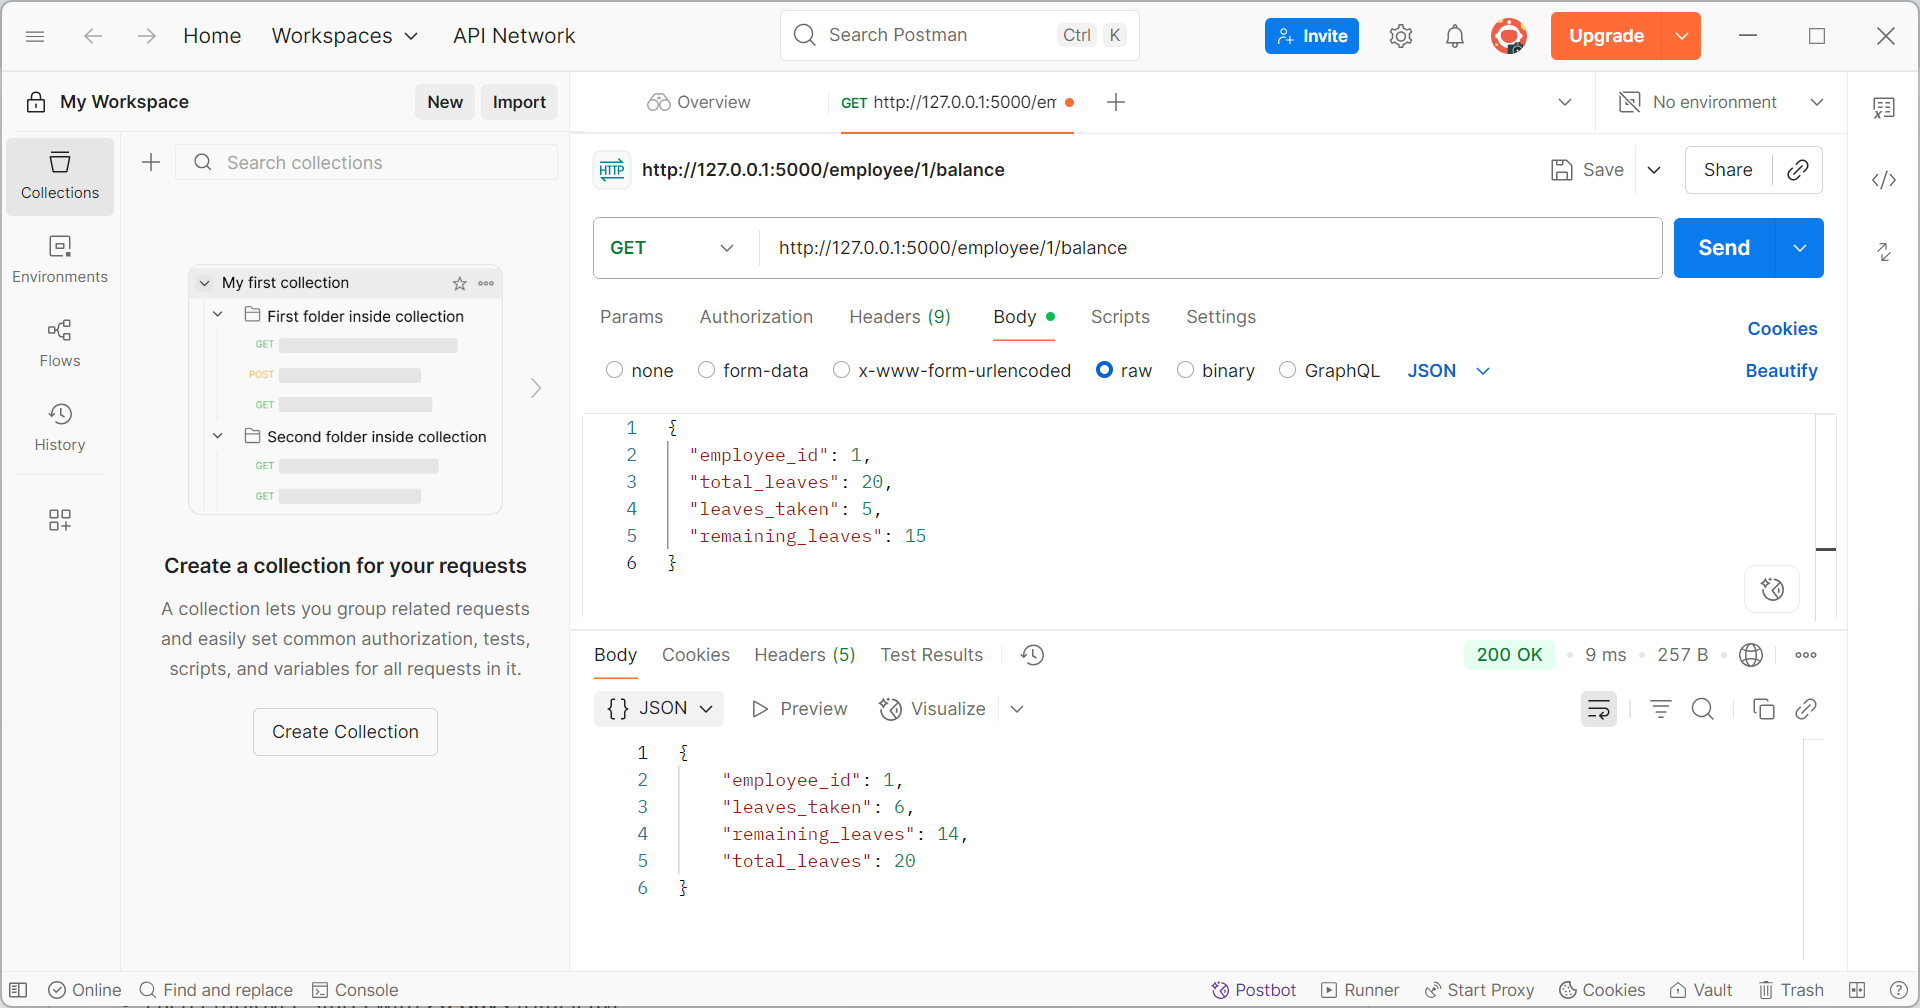 Home
Workspaces
API Network
Search Postman
Ctrl
K
Invite
Upgrade
My Workspace
New
Import
Overview
GET http://127.0.0.1:5000/em
No environment
Collections
Environments
Flows
History
Search collections
My first collection
First folder inside collection
GET
POST
GET
Second folder inside collection
GET
GET
Create a collection for your requests
A collection lets you group related requests
and easily set common authorization, tests,
scripts, and variables for all requests in it.
Create Collection
HTTP
http://127.0.0.1:5000/employee/1/balance
Save
Share
GET
http://127.0.0.1:5000/employee/1/balance
Send
Params
Authorization
Headers (9)
Body
Scripts
Settings
Cookies
none
form-data
x-www-form-urlencoded
raw
binary
GraphQL
JSON
Beautify
1 {
2 "employee_id": 1,
3 "total_leaves": 20,
4 "leaves_taken": 5,
5 "remaining_leaves": 15
6 }
Body
Cookies
Headers (5)
Test Results
200 OK
9 ms
257 B
{} JSON
Preview
Visualize
1 {
2 "employee_id": 1,
3 "leaves_taken": 6,
4 "remaining_leaves": 14,
5 "total_leaves": 20
6 }
Online
Find and replace
Console
Postbot
Runner
Start Proxy
Cookies
Vault
Trash